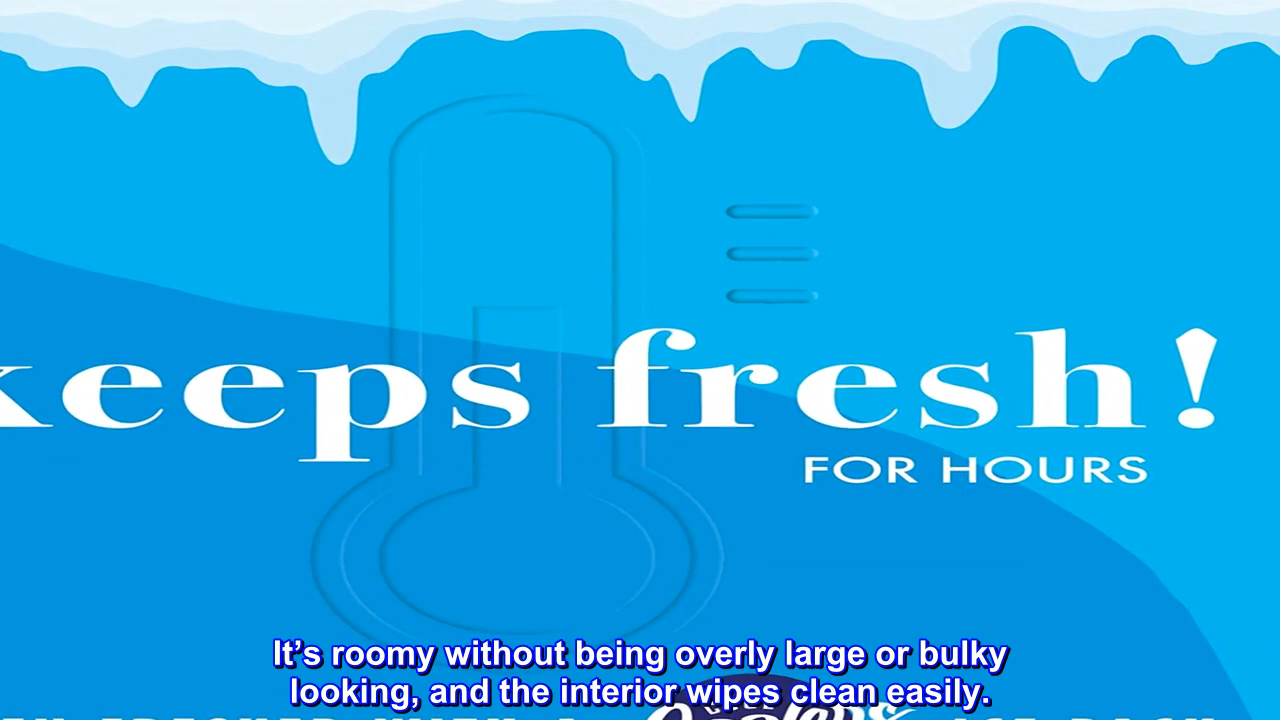 keeps fresh!
FOR HOURS
It’s roomy without being overly large or bulky
looking, and the interior wipes clean easily.